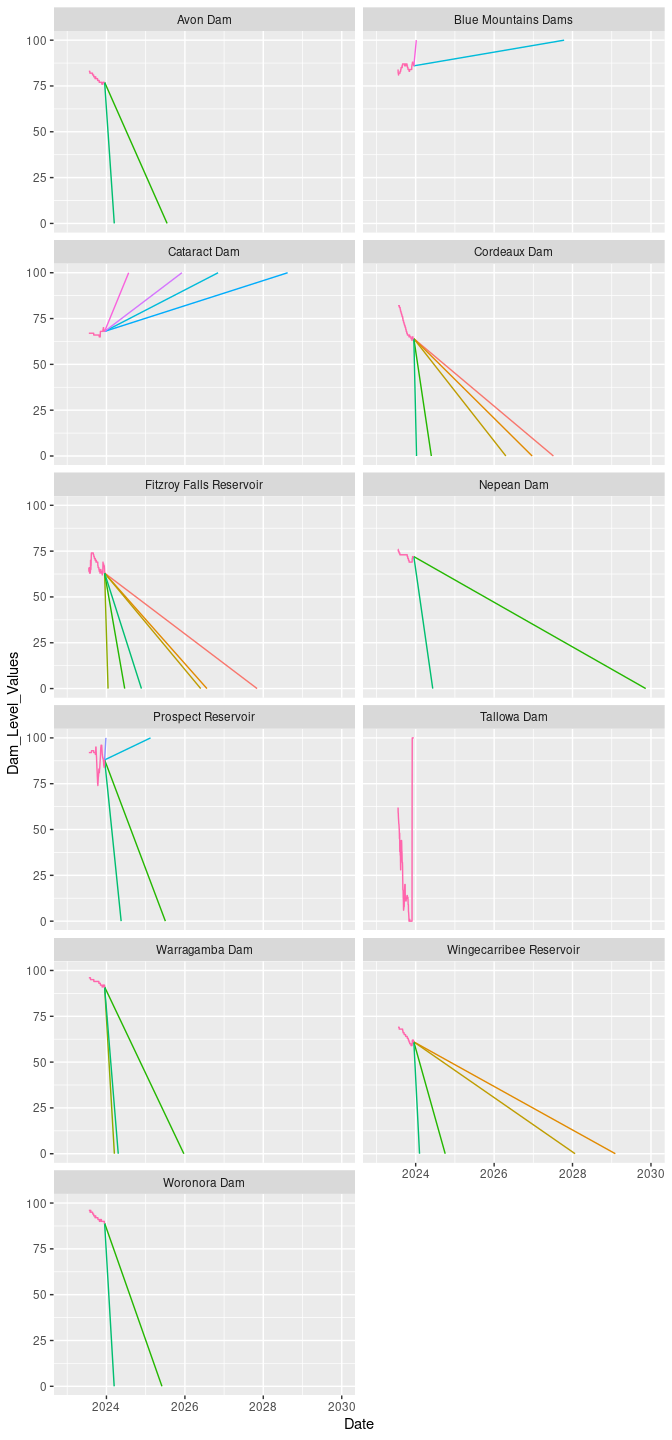 Avon Dam
Blue Mountains Dams
100
75
50
25
0
Cataract Dam
Cordeaux Dam
100
75
50
25
0
Fitzroy Falls Reservoir
Nepean Dam
100
75
50
25
0
Dam_Level_Values
Prospect Reservoir
Tallowa Dam
100
75
50
25
0
Warragamba Dam
Wingecarribee Reservoir
100
75
50
25
0
2024 2026 2028 2030
Woronora Dam
100
75
50
25
0
2024 2026 2028 2030
Date